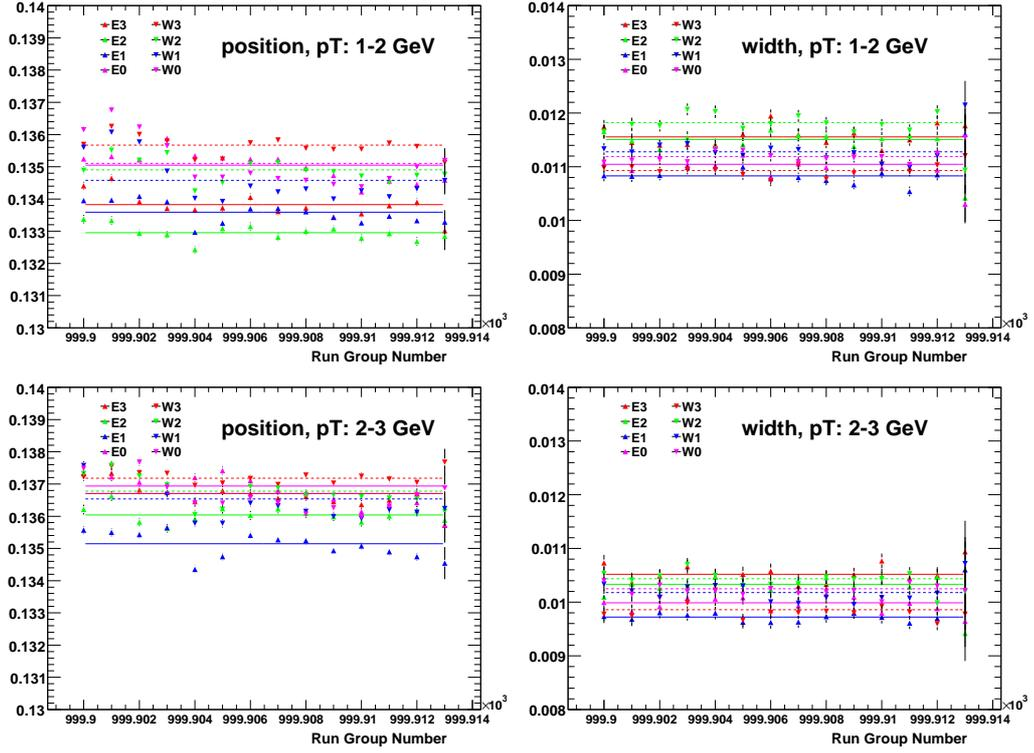 0.14
0.139
0.138
0.137
0.136
0.135
0.134
0.133
0.132
0.131
0.13
E3 W3
E2 W2
E1 W1
E0 W0
position, pT: 1-2 GeV
999.9 999.902 999.904 999.906 999.908 999.91 999.912 999.914
×10³
Run Group Number
0.014
0.013
0.012
0.011
0.01
0.009
0.008
E3 W3
E2 W2
E1 W1
E0 W0
width, pT: 1-2 GeV
999.9 999.902 999.904 999.906 999.908 999.91 999.912 999.914
×10³
Run Group Number
0.14
0.139
0.138
0.137
0.136
0.135
0.134
0.133
0.132
0.131
0.13
E3 W3
E2 W2
E1 W1
E0 W0
position, pT: 2-3 GeV
999.9 999.902 999.904 999.906 999.908 999.91 999.912 999.914
×10³
Run Group Number
0.014
0.013
0.012
0.011
0.01
0.009
0.008
E3 W3
E2 W2
E1 W1
E0 W0
width, pT: 2-3 GeV
999.9 999.902 999.904 999.906 999.908 999.91 999.912 999.914
×10³
Run Group Number